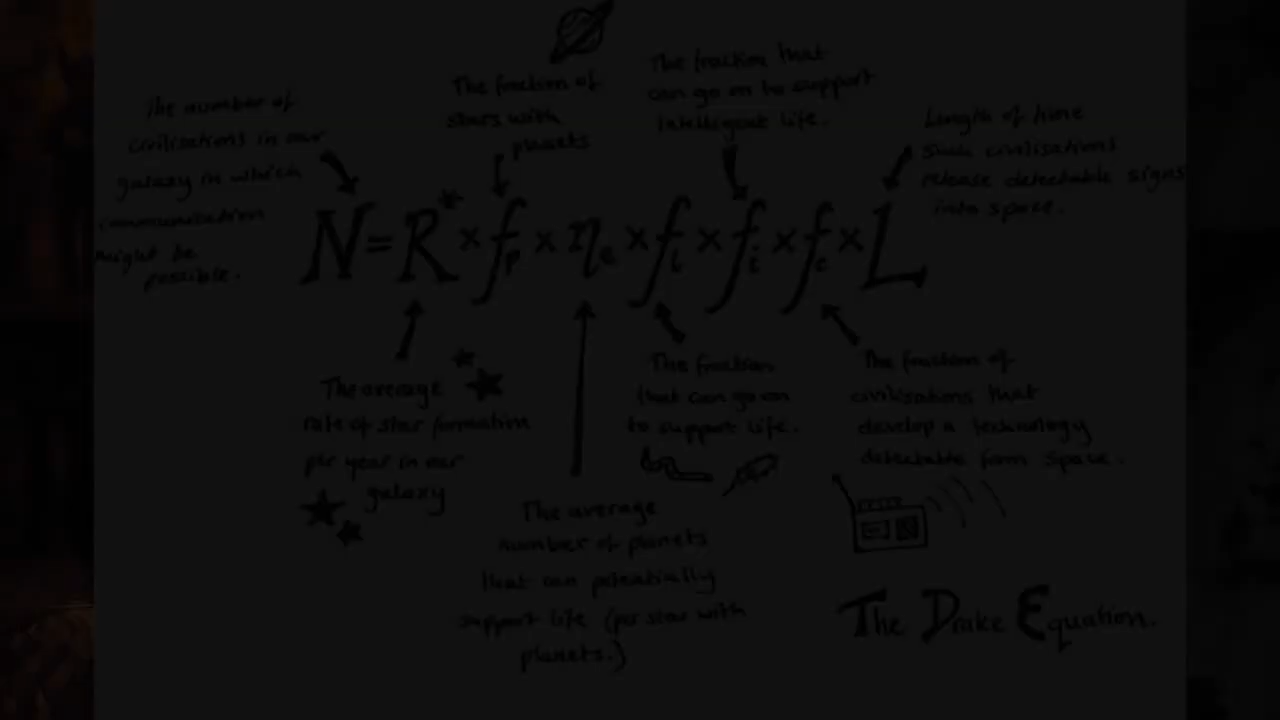 The number of
civilisations in our
galaxy in which
communication
might be
possible.
The fraction of
stars with
planets
The fraction that
can go on to support
intelligent life.
Length of time
such civilisations
release detectable signs
into space.
N=R*×fp×ηe×fl×fi×fc×L
The average
rate of star formation
per year in our
galaxy
The average
number of planets
that can potentially
support life (per star with
planets.)
The fraction
that can go on
to support life.
The fraction of
civilisations that
develop a technology
detectable from space.
The Drake Equation.